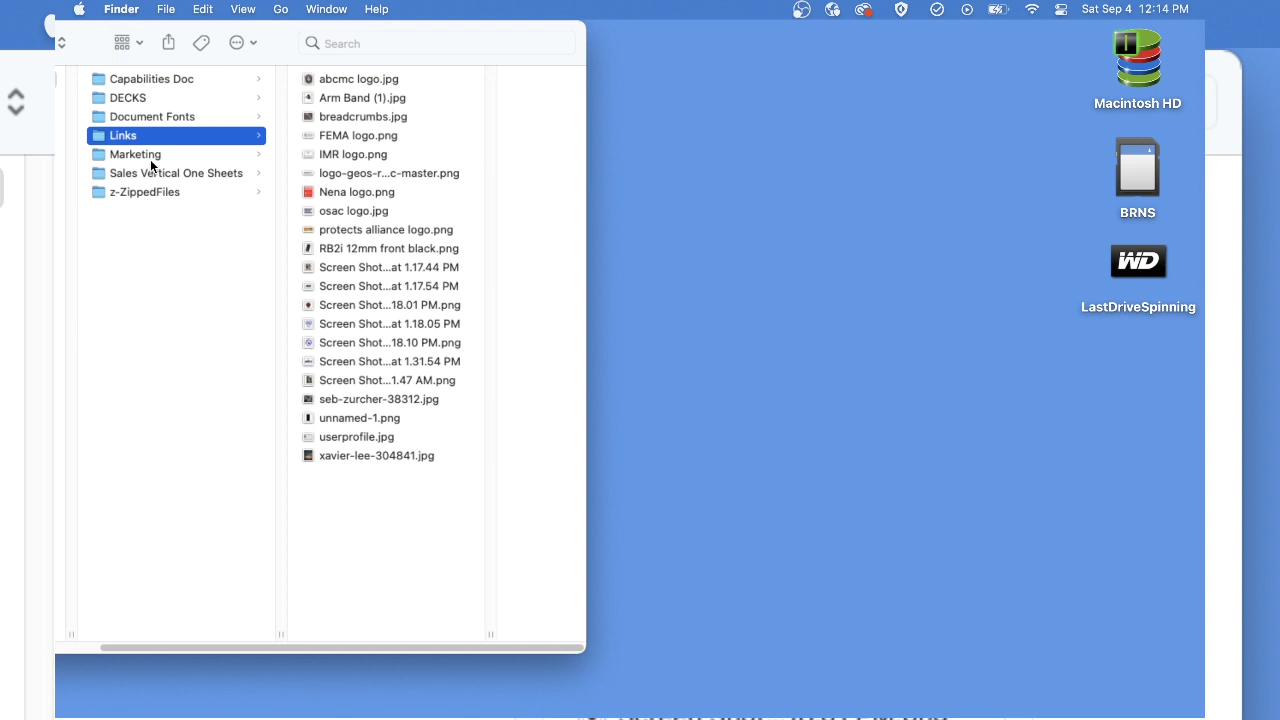 Finder File Edit View Go Window Help Sat Sep 4 12:14 PM
Search
Capabilities Doc
DECKS
Document Fonts
Links
Marketing
Sales Vertical One Sheets
z-ZippedFiles
abcmc logo.jpg
Arm Band (1).jpg
breadcrumbs.jpg
FEMA logo.png
IMR logo.png
logo-geos-r...c-master.png
Nena logo.png
osac logo.jpg
protects alliance logo.png
RB2i 12mm front black.png
Screen Shot...at 1.17.44 PM
Screen Shot...at 1.17.54 PM
Screen Shot...18.01 PM.png
Screen Shot...at 1.18.05 PM
Screen Shot...18.10 PM.png
Screen Shot...at 1.31.54 PM
Screen Shot...1.47 AM.png
seb-zurcher-38312.jpg
unnamed-1.png
userprofile.jpg
xavier-lee-304841.jpg
Macintosh HD
BRNS
WD
LastDriveSpinning